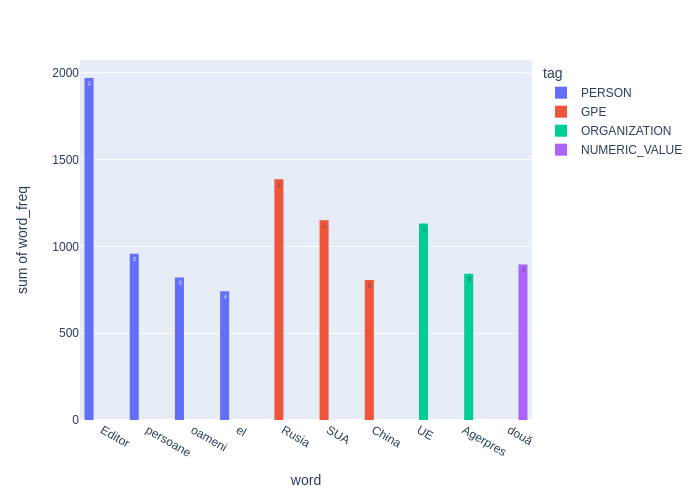 tag
PERSON
GPE
ORGANIZATION
NUMERIC_VALUE
sum of word_freq
2000
1500
1000
500
0
Editor
persoane
oameni
el
Rusia
SUA
China
UE
Agerpres
două
word